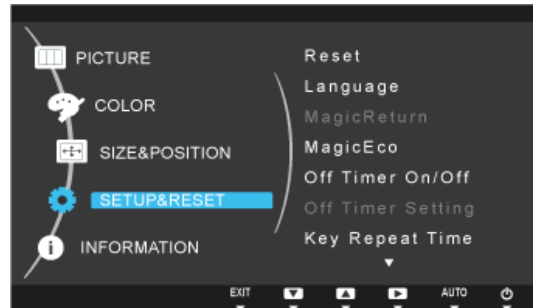 PICTURE
COLOR
SIZE&POSITION
SETUP&RESET
INFORMATION
Reset
Language
MagicReturn
MagicEco
Off Timer On/Off
Off Timer Setting
Key Repeat Time
EXIT
AUTO